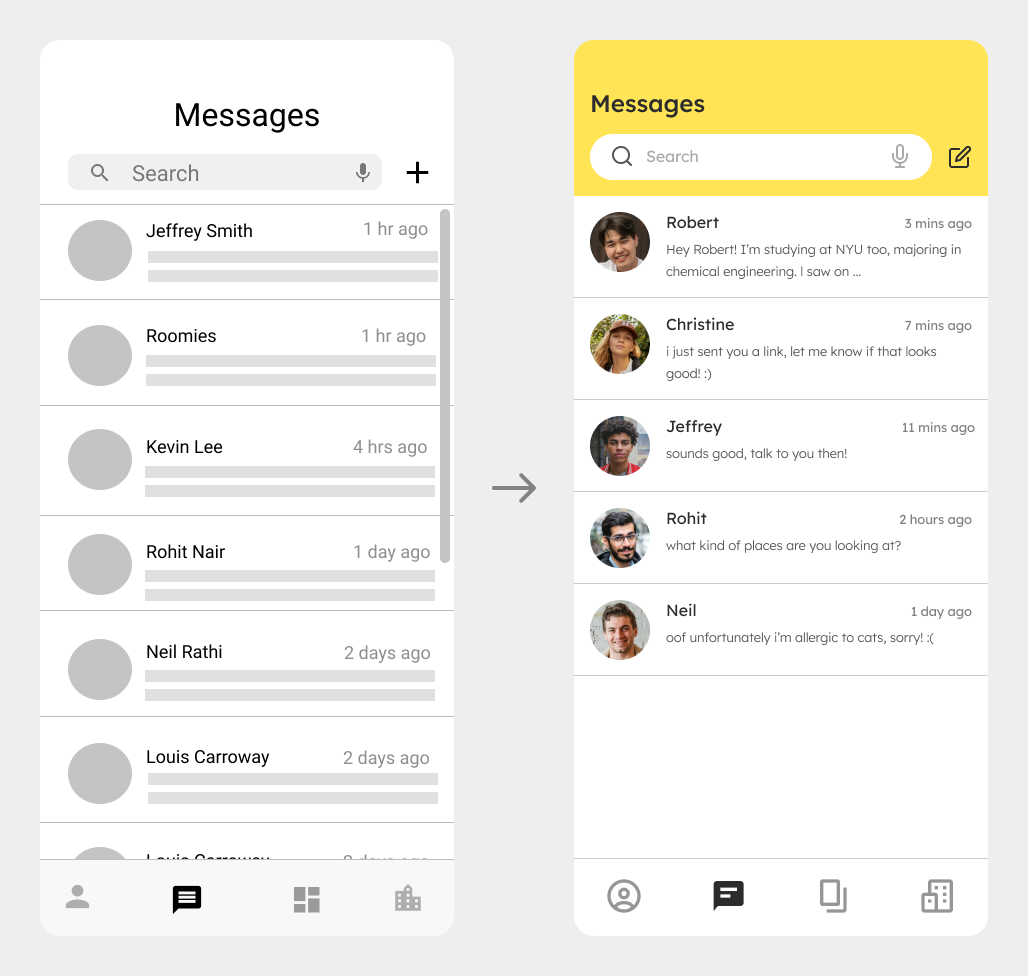 Messages
Search
Jeffrey Smith 1 hr ago
Roomies 1 hr ago
Kevin Lee 4 hrs ago
Rohit Nair 1 day ago
Neil Rathi 2 days ago
Louis Carroway 2 days ago
Louis Carroway 2 days ago
Messages
Search
Robert 3 mins ago
Hey Robert! I'm studying at NYU too, majoring in
chemical engineering. I saw on ...
Christine 7 mins ago
i just sent you a link, let me know if that looks
good! :)
Jeffrey 11 mins ago
sounds good, talk to you then!
Rohit 2 hours ago
what kind of places are you looking at?
Neil 1 day ago
oof unfortunately i'm allergic to cats, sorry! :(